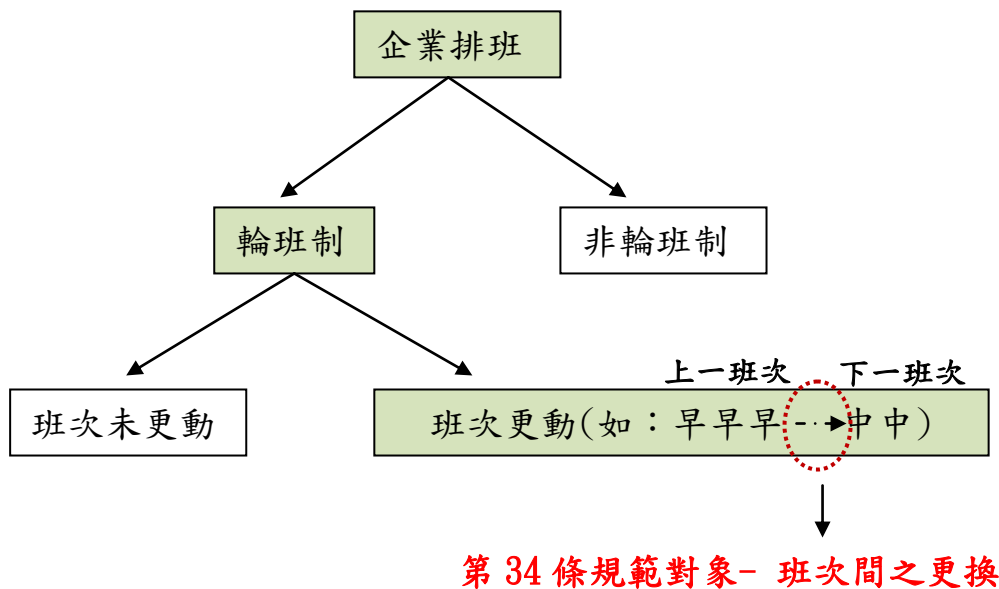 企業排班
輪班制
非輪班制
上一班次
下一班次
班次未更動
班次更動(如：早早早中中)
第34條規範對象- 班次間之更換